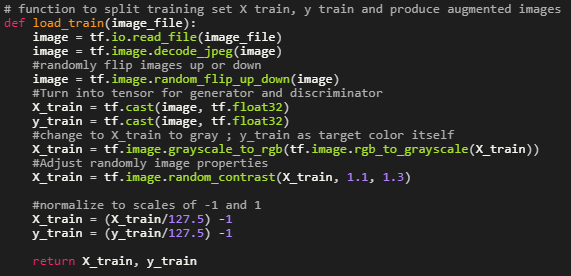 # function to split training set X train, y train and produce augmented images
def load_train(image_file):
    image = tf.io.read_file(image_file)
    image = tf.image.decode_jpeg(image)
    #randomly flip images up or down
    image = tf.image.random_flip_up_down(image)
    #Turn into tensor for generator and discriminator
    X_train = tf.cast(image, tf.float32)
    y_train = tf.cast(image, tf.float32)
    #change to X_train to gray ; y_train as target color itself
    X_train = tf.image.grayscale_to_rgb(tf.image.rgb_to_grayscale(X_train))
    #Adjust randomly image properties
    X_train = tf.image.random_contrast(X_train, 1.1, 1.3)
    #normalize to scales of -1 and 1
    X_train = (X_train/127.5) -1
    y_train = (y_train/127.5) -1
    return X_train, y_train